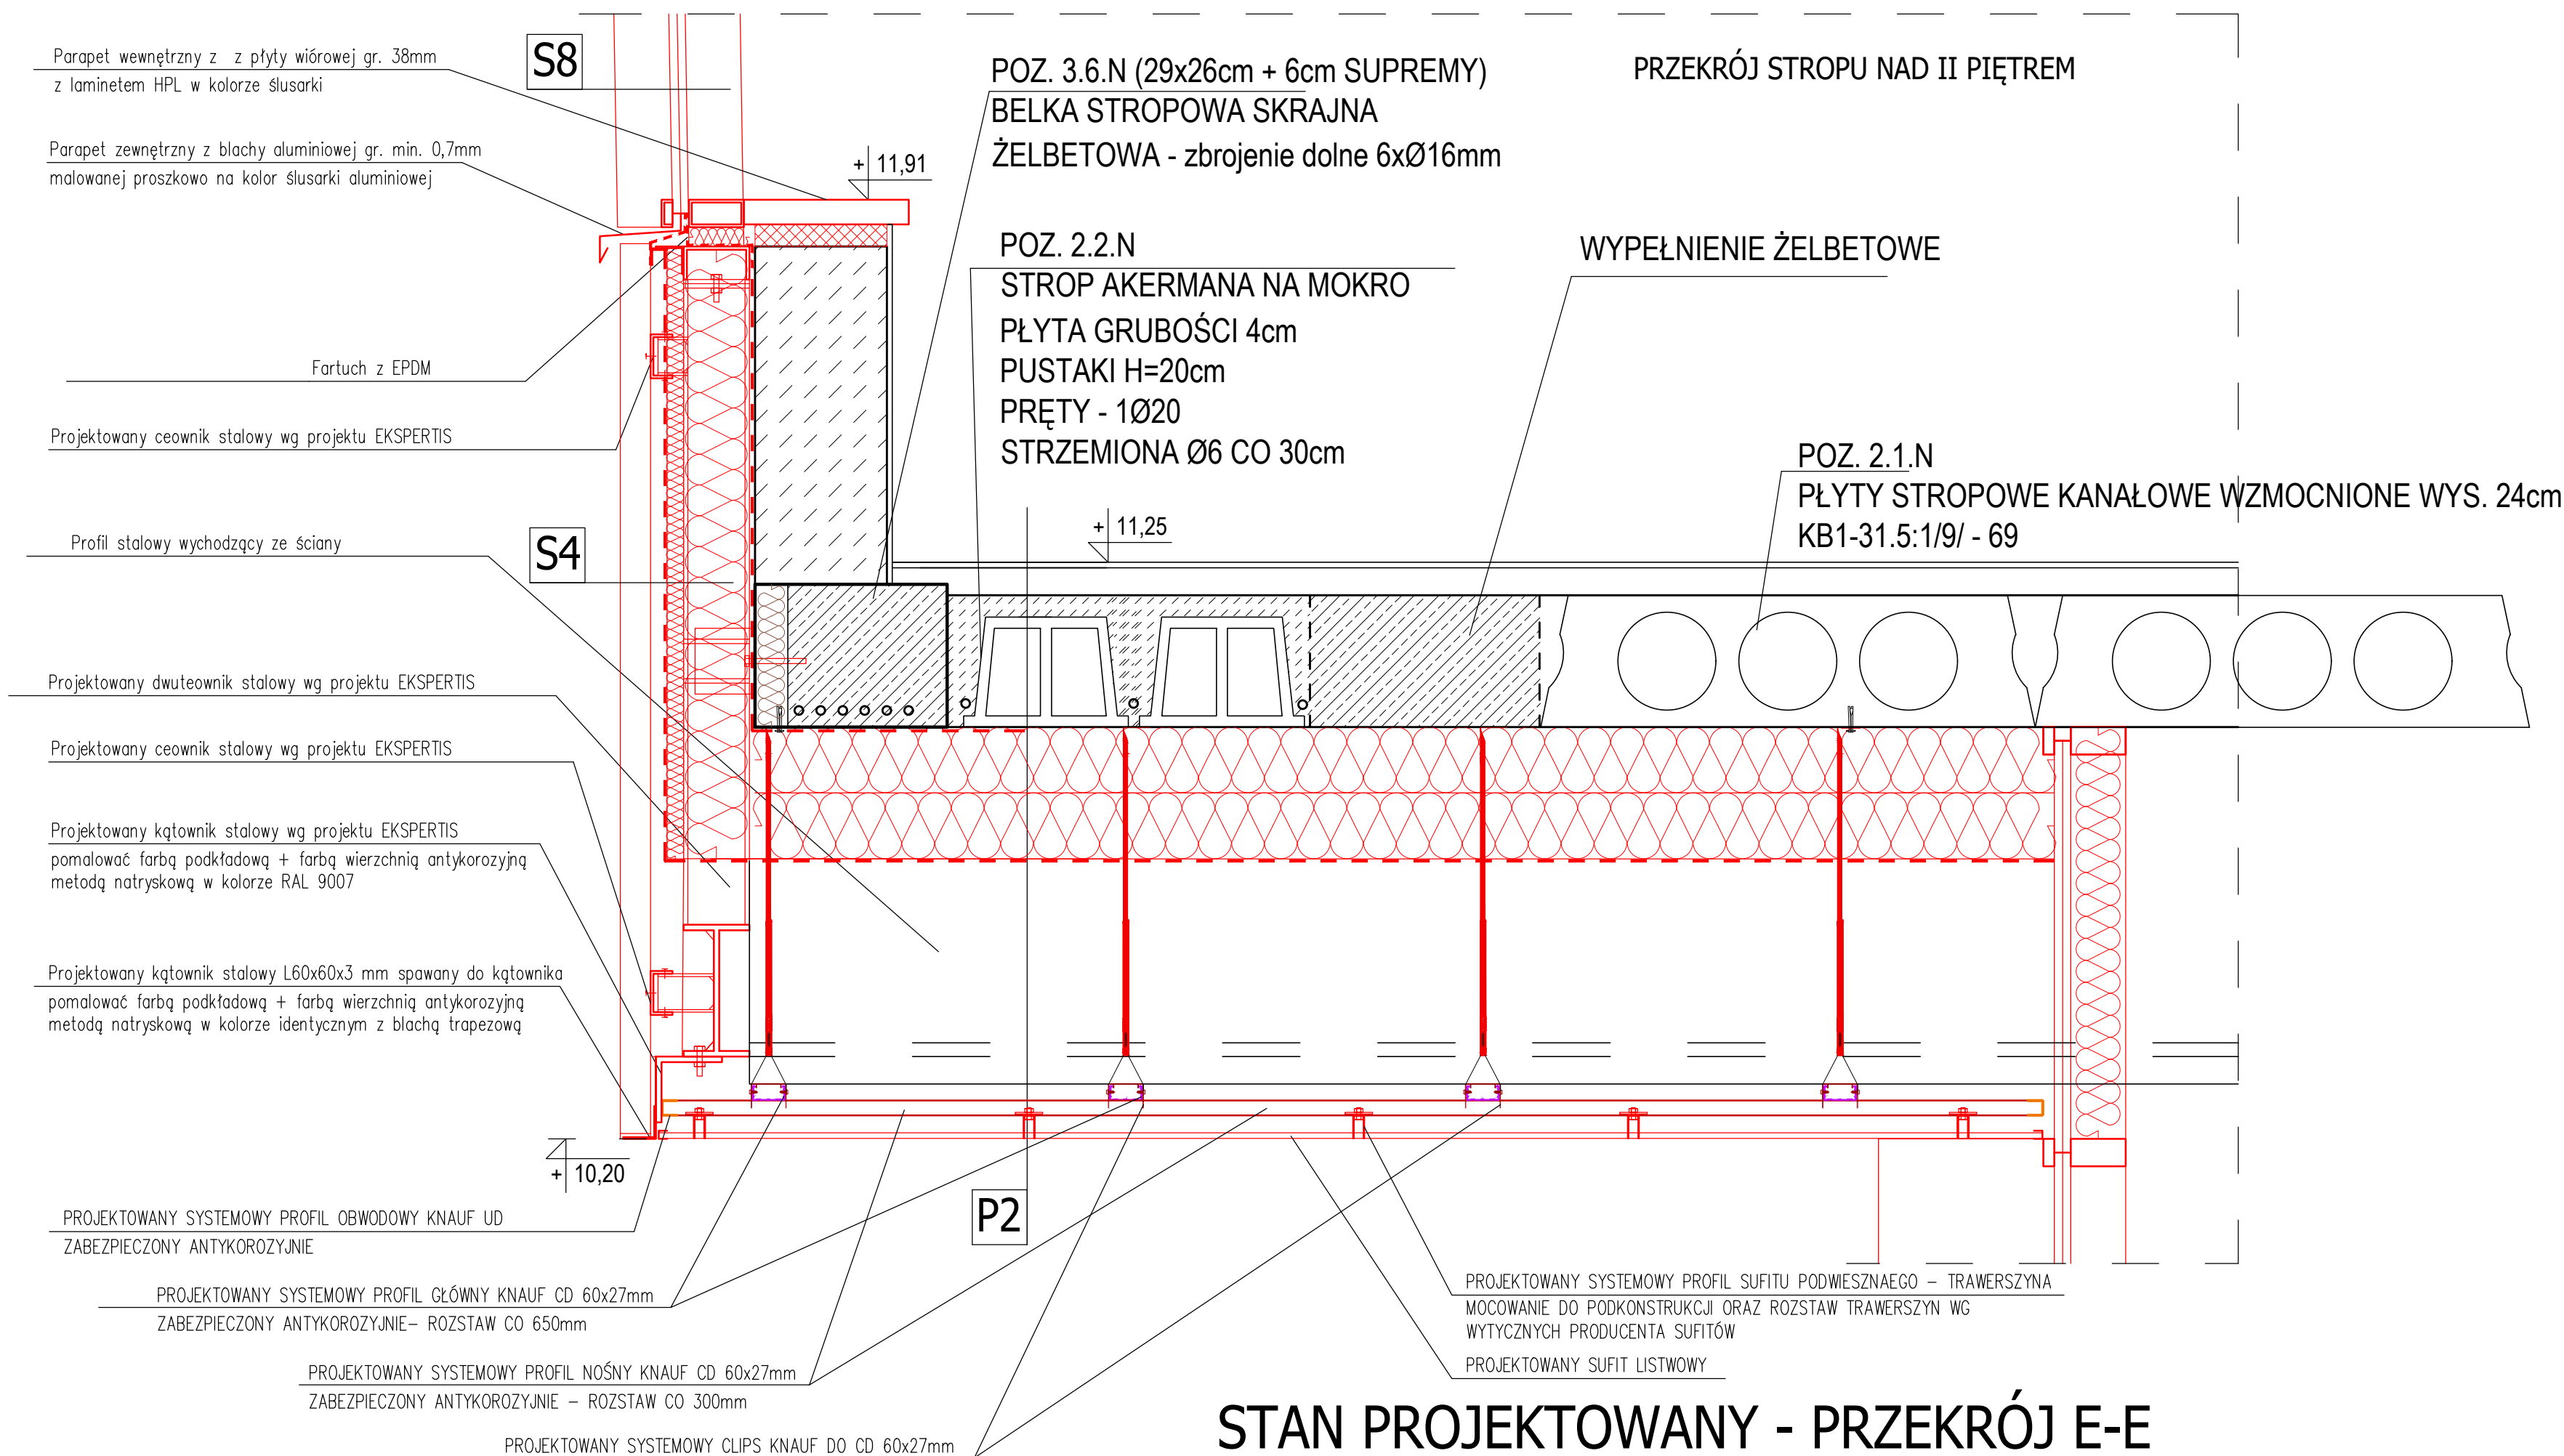 Parapet wewnętrzny z  z płyty wiórowej gr. 38mm
z laminetem HPL w kolorze ślusarki
S8
POZ. 3.6.N (29x26cm + 6cm SUPREMY)
BELKA STROPOWA SKRAJNA
ŻELBETOWA - zbrojenie dolne 6xØ16mm
PRZEKRÓJ STROPU NAD II PIĘTREM
Parapet zewnętrzny z blachy aluminiowej gr. min. 0,7mm
malowanej proszkowo na kolor ślusarki aluminiowej
+ 11,91
POZ. 2.2.N
STROP AKERMANA NA MOKRO
PŁYTA GRUBOŚCI 4cm
PUSTAKI H=20cm
PRĘTY - 1Ø20
STRZEMIONA Ø6 CO 30cm
WYPEŁNIENIE ŻELBETOWE
Fartuch z EPDM
Projektowany ceownik stalowy wg projektu EKSPERTIS
POZ. 2.1.N
PŁYTY STROPOWE KANAŁOWE WZMOCNIONE WYS. 24cm
KB1-31.5:1/9/ - 69
+ 11,25
Profil stalowy wychodzący ze ściany
S4
Projektowany dwuteownik stalowy wg projektu EKSPERTIS
Projektowany ceownik stalowy wg projektu EKSPERTIS
Projektowany kątownik stalowy wg projektu EKSPERTIS
pomalować farbą podkładową + farbą wierzchnią antykorozyjną
metodą natryskową w kolorze RAL 9007
Projektowany kątownik stalowy L60x60x3 mm spawany do kątownika
pomalować farbą podkładową + farbą wierzchnią antykorozyjną
metodą natryskową w kolorze identycznym z blachą trapezową
+ 10,20
P2
PROJEKTOWANY SYSTEMOWY PROFIL OBWODOWY KNAUF UD
ZABEZPIECZONY ANTYKOROZYJNIE
PROJEKTOWANY SYSTEMOWY PROFIL GŁÓWNY KNAUF CD 60x27mm
ZABEZPIECZONY ANTYKOROZYJNIE– ROZSTAW CO 650mm
PROJEKTOWANY SYSTEMOWY PROFIL NOŚNY KNAUF CD 60x27mm
ZABEZPIECZONY ANTYKOROZYJNIE – ROZSTAW CO 300mm
PROJEKTOWANY SYSTEMOWY CLIPS KNAUF DO CD 60x27mm
PROJEKTOWANY SYSTEMOWY PROFIL SUFITU PODWIESZNAEGO – TRAWERSZYNA
MOCOWANIE DO PODKONSTRUKCJI ORAZ ROZSTAW TRAWERSZYN WG
WYTYCZNYCH PRODUCENTA SUFITÓW
PROJEKTOWANY SUFIT LISTWOWY
STAN PROJEKTOWANY - PRZEKRÓJ E-E